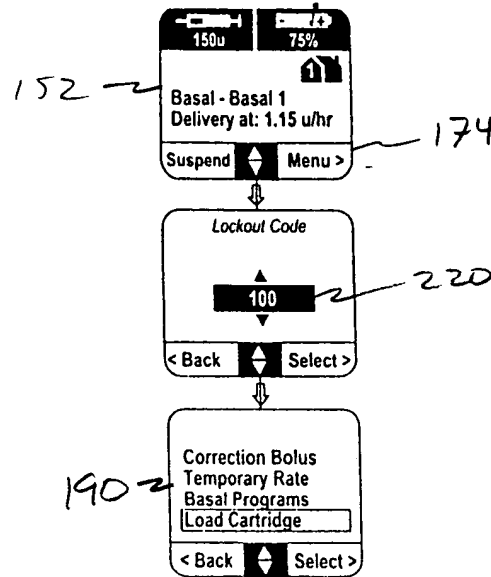 150u 75%
1
152
Basal - Basal 1
Delivery at: 1.15 u/hr
174
Suspend Menu >
Lockout Code
100
220
< Back Select >
Correction Bolus
190
Temporary Rate
Basal Programs
Load Cartridge
< Back Select >